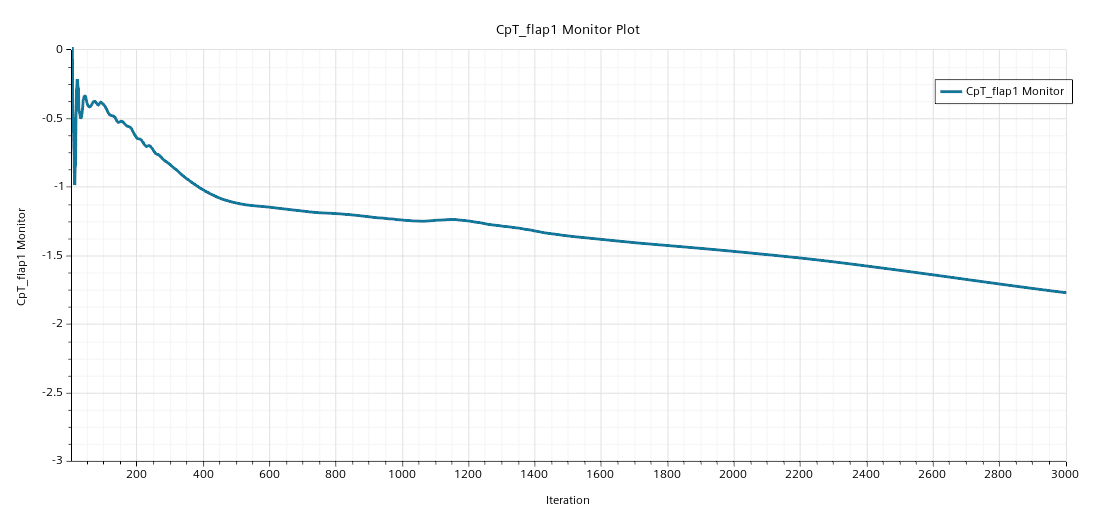 CpT_flap1 Monitor Plot
0
-0.5
-1
-1.5
-2
-2.5
-3
CpT_flap1 Monitor
CpT_flap1 Monitor
200 400 600 800 1000 1200 1400 1600 1800 2000 2200 2400 2600 2800 3000
Iteration